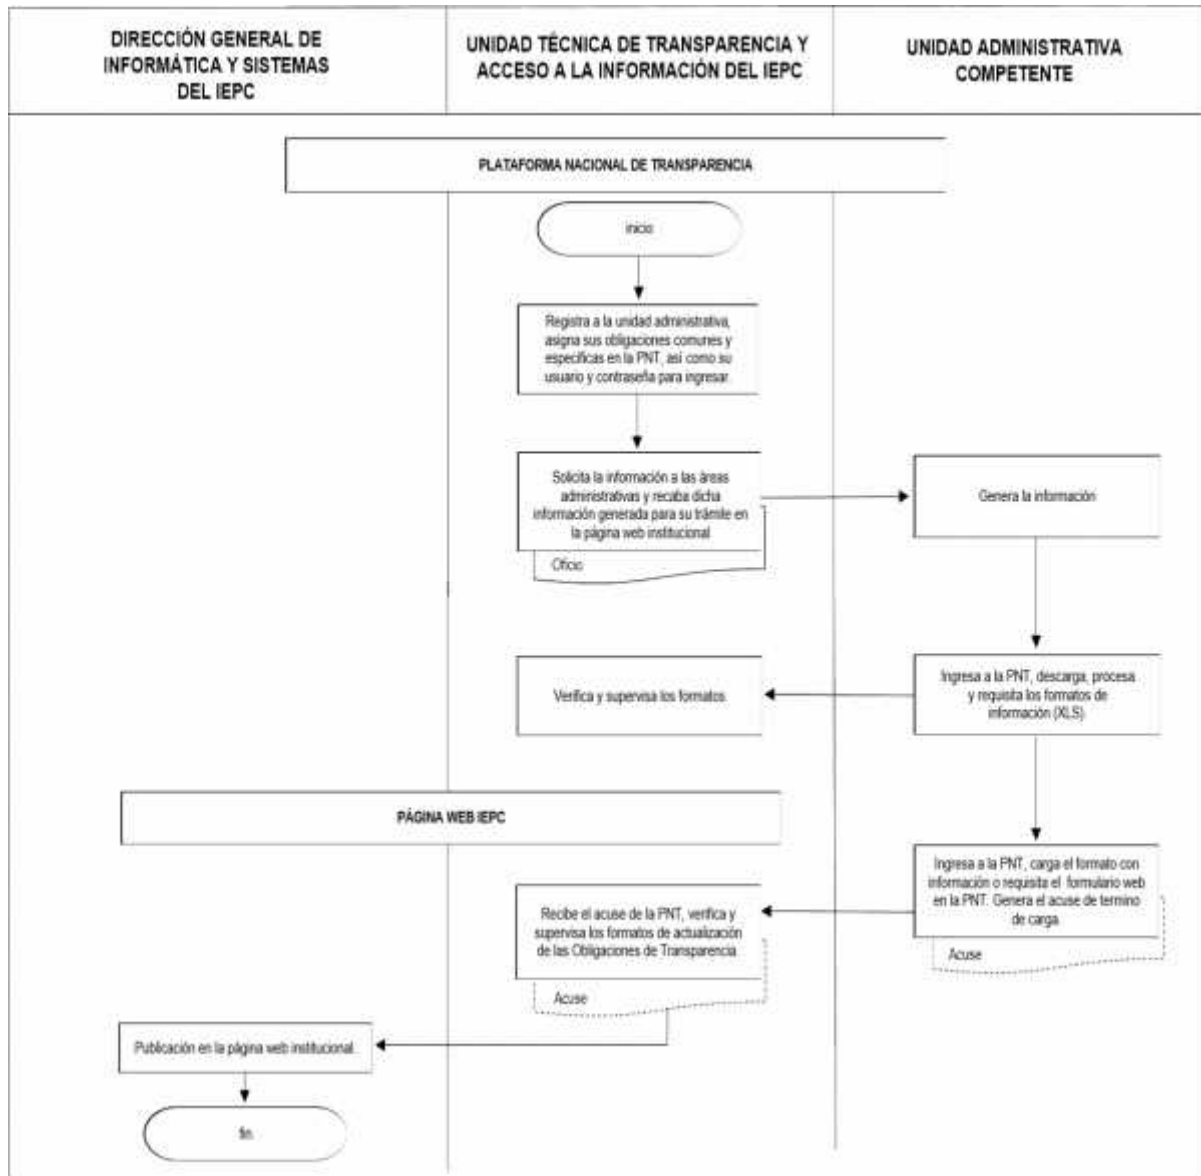 DIRECCIÓN GENERAL DE
INFORMÁTICA Y SISTEMAS
DEL IEPC
UNIDAD TÉCNICA DE TRANSPARENCIA Y
ACCESO A LA INFORMACIÓN DEL IEPC
UNIDAD ADMINISTRATIVA
COMPETENTE
PLATAFORMA NACIONAL DE TRANSPARENCIA
inicio
Registra a la unidad administrativa,
asigna sus obligaciones comunes y
específicas en la PNT, así como su
usuario y contraseña para ingresar.
Solicita la información a las áreas
administrativas y recaba dicha
información generada para su trámite en
la página web institucional
Oficio
Genera la información
Ingresa a la PNT, descarga, procesa
y requisita los formatos de
información (XLS).
Verifica y supervisa los formatos
PÁGINA WEB IEPC
Ingresa a la PNT, carga el formato con
información o requisita el formulario web
en la PNT. Genera el acuse de termino
de carga
Acuse
Recibe el acuse de la PNT, verifica y
supervisa los formatos de actualización
de las Obligaciones de Transparencia
Acuse
Publicación en la página web institucional.
fin